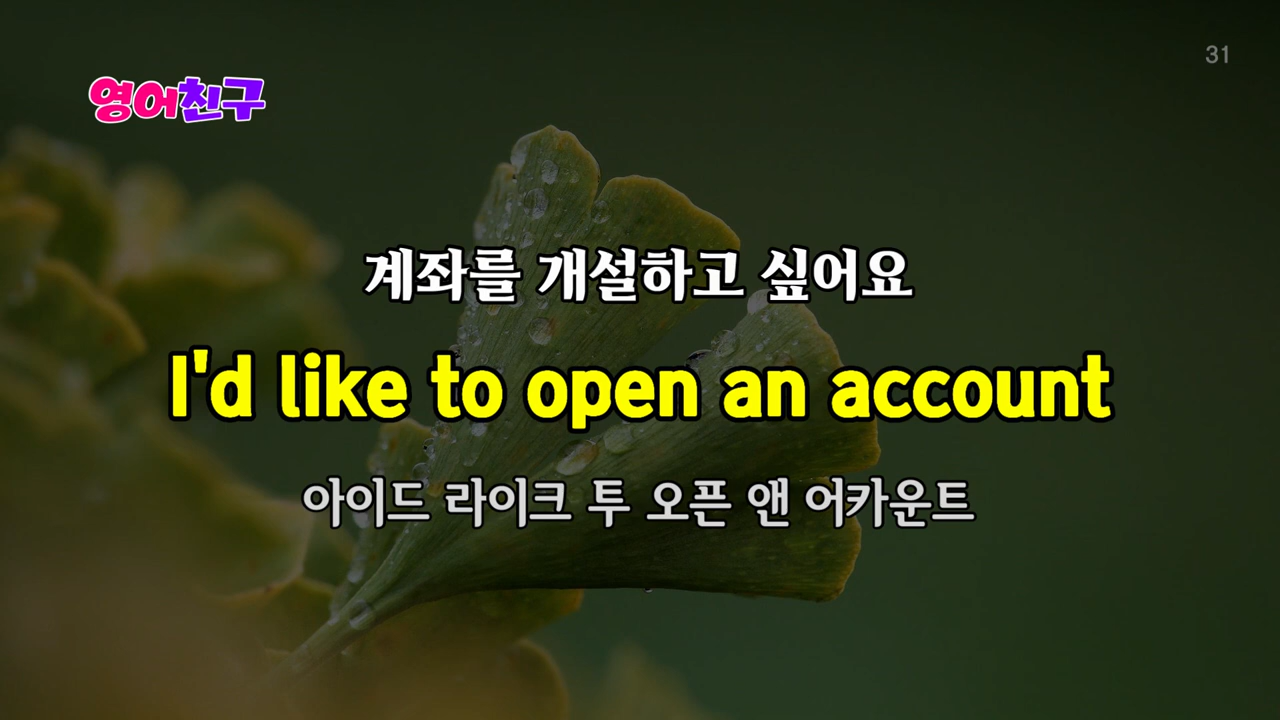 31
영어친구
계좌를 개설하고 싶어요
I'd like to open an account
아이드 라이크 투 오픈 앤 어카운트